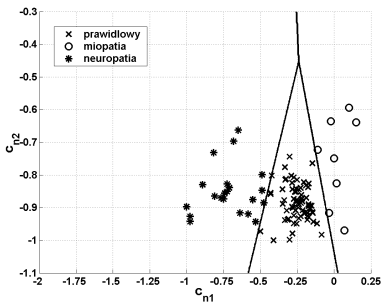 -0.3
× prawidlowy
○ miopatia
✱ neuropatia
-0.4
-0.5
-0.6
-0.7
c_n2
-0.8
-0.9
-1
-1.1
-2 -1.75 -1.5 -1.25 -1 -0.75 -0.5 -0.25 0 0.25
c_n1